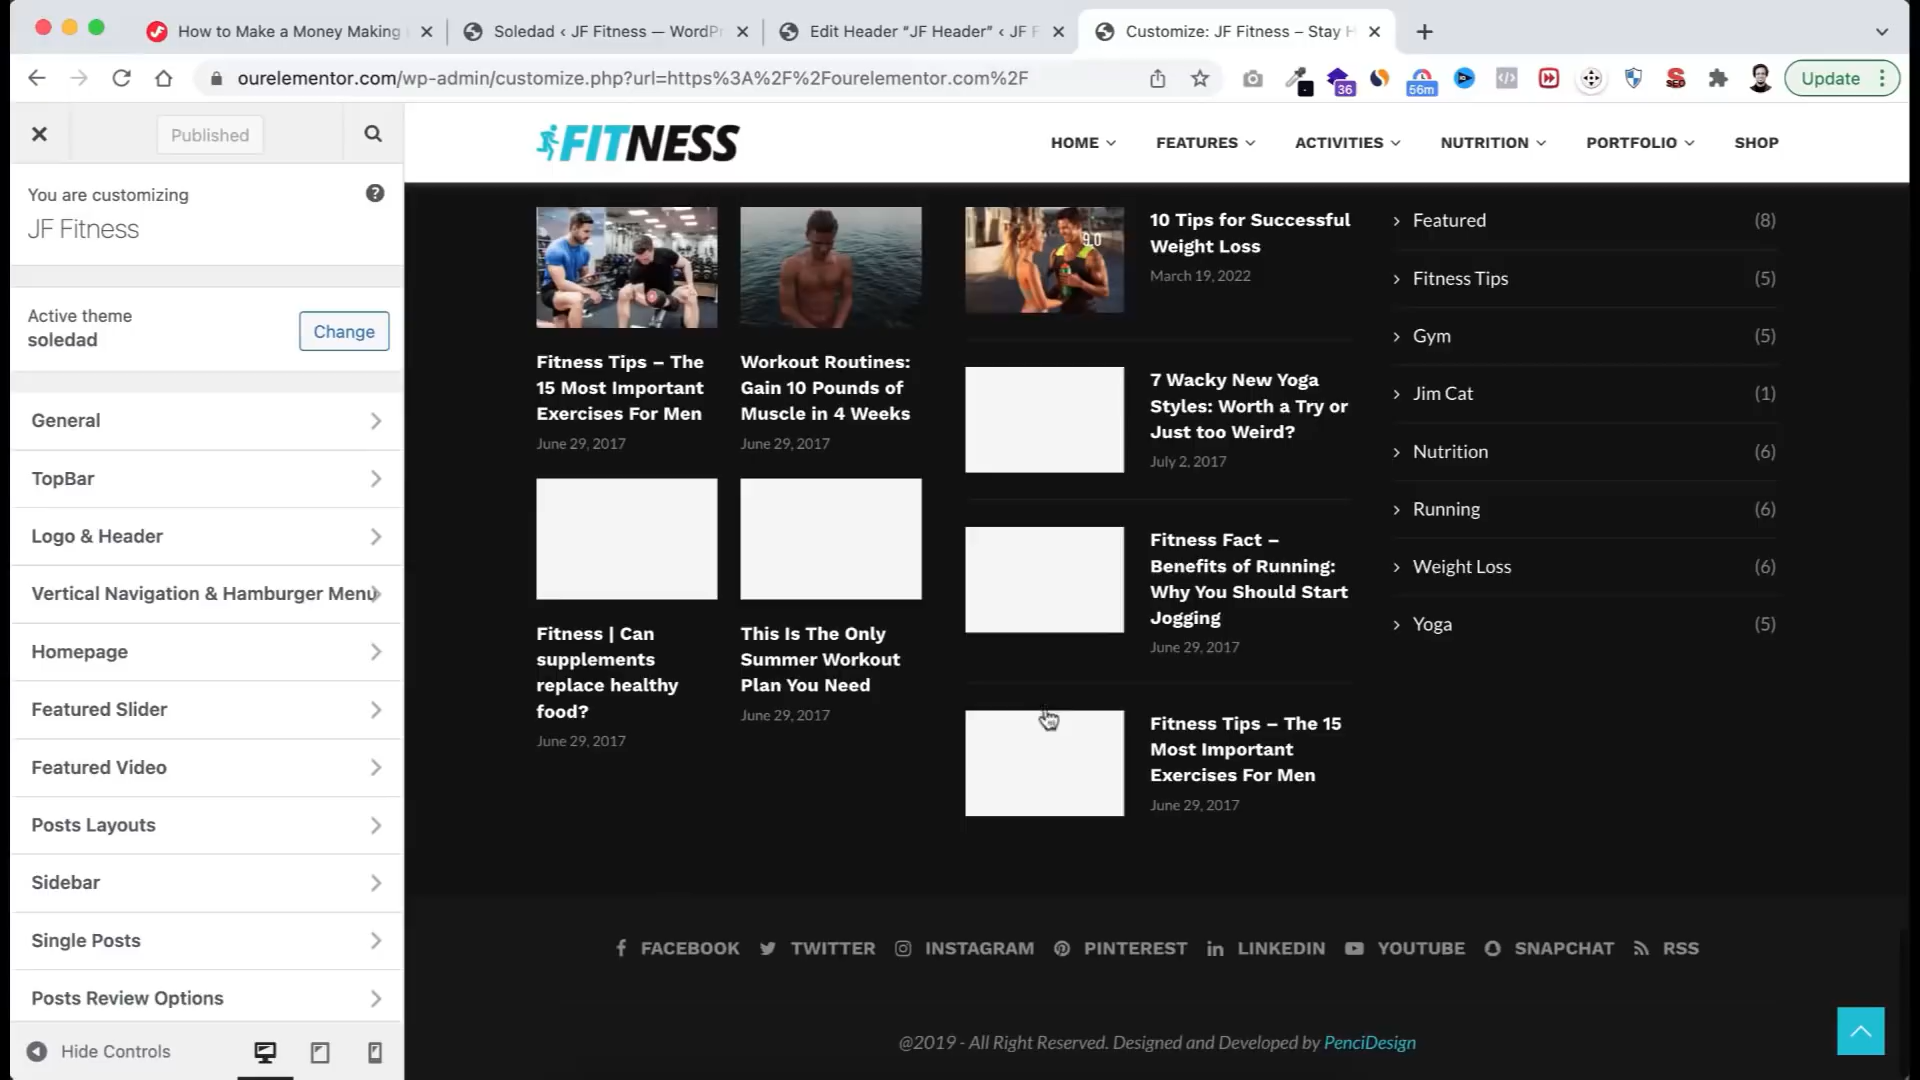 How to Make a Money Making
Soledad ‹ JF Fitness — WordPr
Edit Header "JF Header" ‹ JF F
Customize: JF Fitness – Stay H
ourelementor.com/wp-admin/customize.php?url=https%3A%2F%2Fourelementor.com%2F
36
56m
SEO
Update
Published
You are customizing
JF Fitness
Active theme
soledad
Change
General
TopBar
Logo & Header
Vertical Navigation & Hamburger Menu
Homepage
Featured Slider
Featured Video
Posts Layouts
Sidebar
Single Posts
Posts Review Options
Hide Controls
FITNESS
HOME
FEATURES
ACTIVITIES
NUTRITION
PORTFOLIO
SHOP
Fitness Tips – The
15 Most Important
Exercises For Men
June 29, 2017
Workout Routines:
Gain 10 Pounds of
Muscle in 4 Weeks
June 29, 2017
Fitness | Can
supplements
replace healthy
food?
June 29, 2017
This Is The Only
Summer Workout
Plan You Need
June 29, 2017
9.0
10 Tips for Successful
Weight Loss
March 19, 2022
7 Wacky New Yoga
Styles: Worth a Try or
Just too Weird?
July 2, 2017
Fitness Fact –
Benefits of Running:
Why You Should Start
Jogging
June 29, 2017
Fitness Tips – The 15
Most Important
Exercises For Men
June 29, 2017
Featured (8)
Fitness Tips (5)
Gym (5)
Jim Cat (1)
Nutrition (6)
Running (6)
Weight Loss (6)
Yoga (5)
FACEBOOK TWITTER INSTAGRAM PINTEREST LINKEDIN YOUTUBE SNAPCHAT RSS
@2019 - All Right Reserved. Designed and Developed by PenciDesign